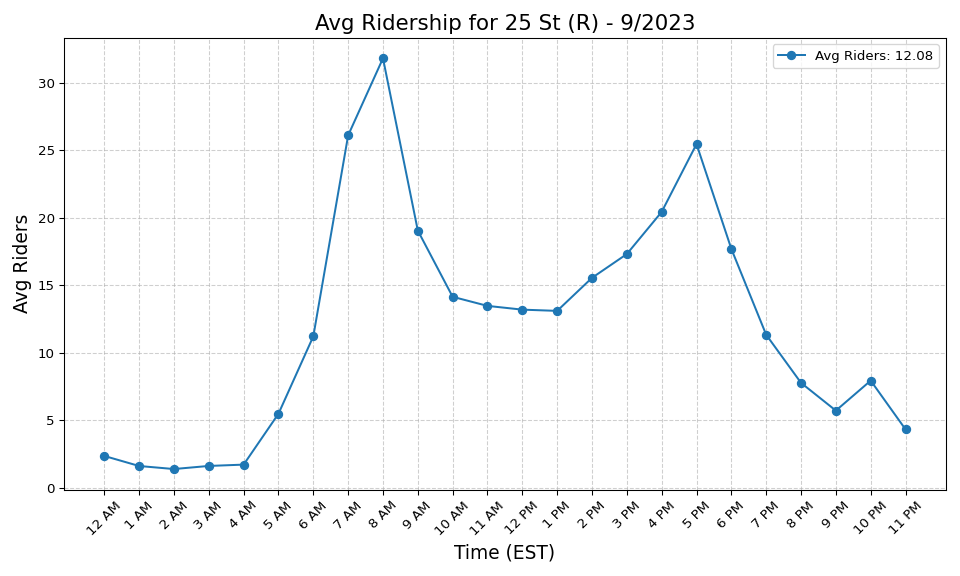 Avg Ridership for 25 St (R) - 9/2023
Avg Riders: 12.08
Avg Riders
30
25
20
15
10
5
0
12 AM
1 AM
2 AM
3 AM
4 AM
5 AM
6 AM
7 AM
8 AM
9 AM
10 AM
11 AM
12 PM
1 PM
2 PM
3 PM
4 PM
5 PM
6 PM
7 PM
8 PM
9 PM
10 PM
11 PM
Time (EST)